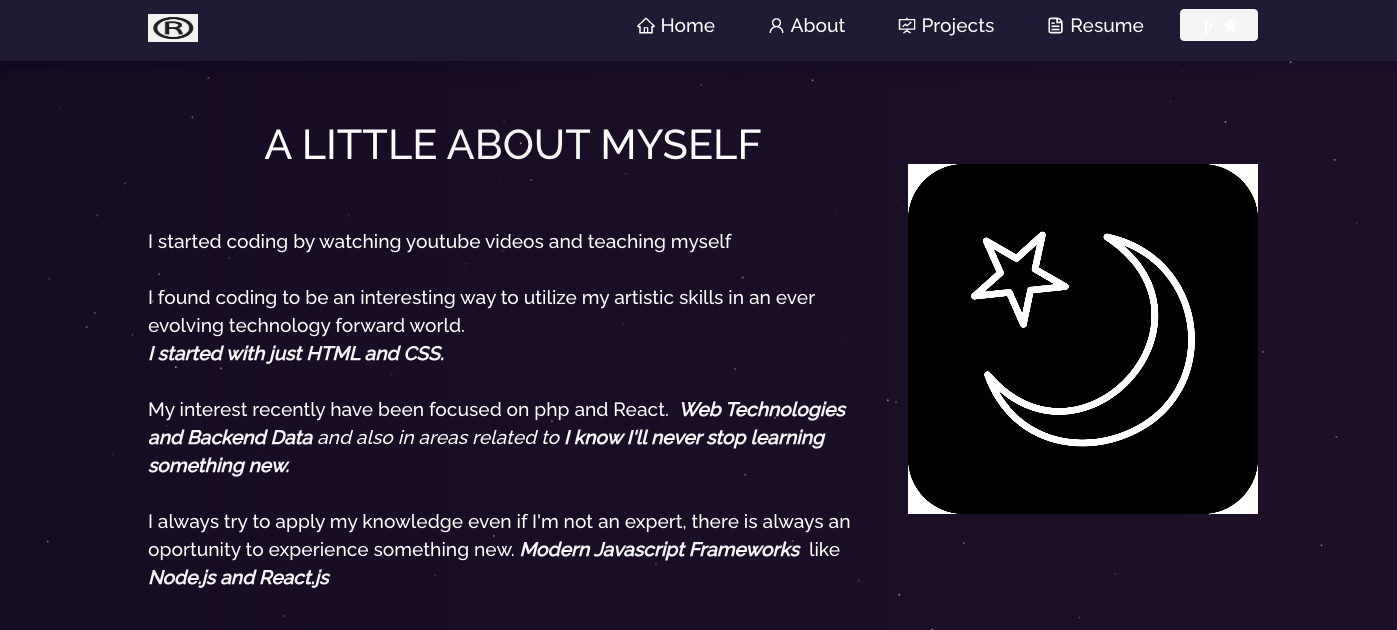 ®
Home
About
Projects
Resume
A LITTLE ABOUT MYSELF
I started coding by watching youtube videos and teaching myself
I found coding to be an interesting way to utilize my artistic skills in an ever
evolving technology forward world.
I started with just HTML and CSS.
My interest recently have been focused on php and React. Web Technologies
and Backend Data and also in areas related to I know I'll never stop learning
something new.
I always try to apply my knowledge even if I'm not an expert, there is always an
oportunity to experience something new. Modern Javascript Frameworks like
Node.js and React.js